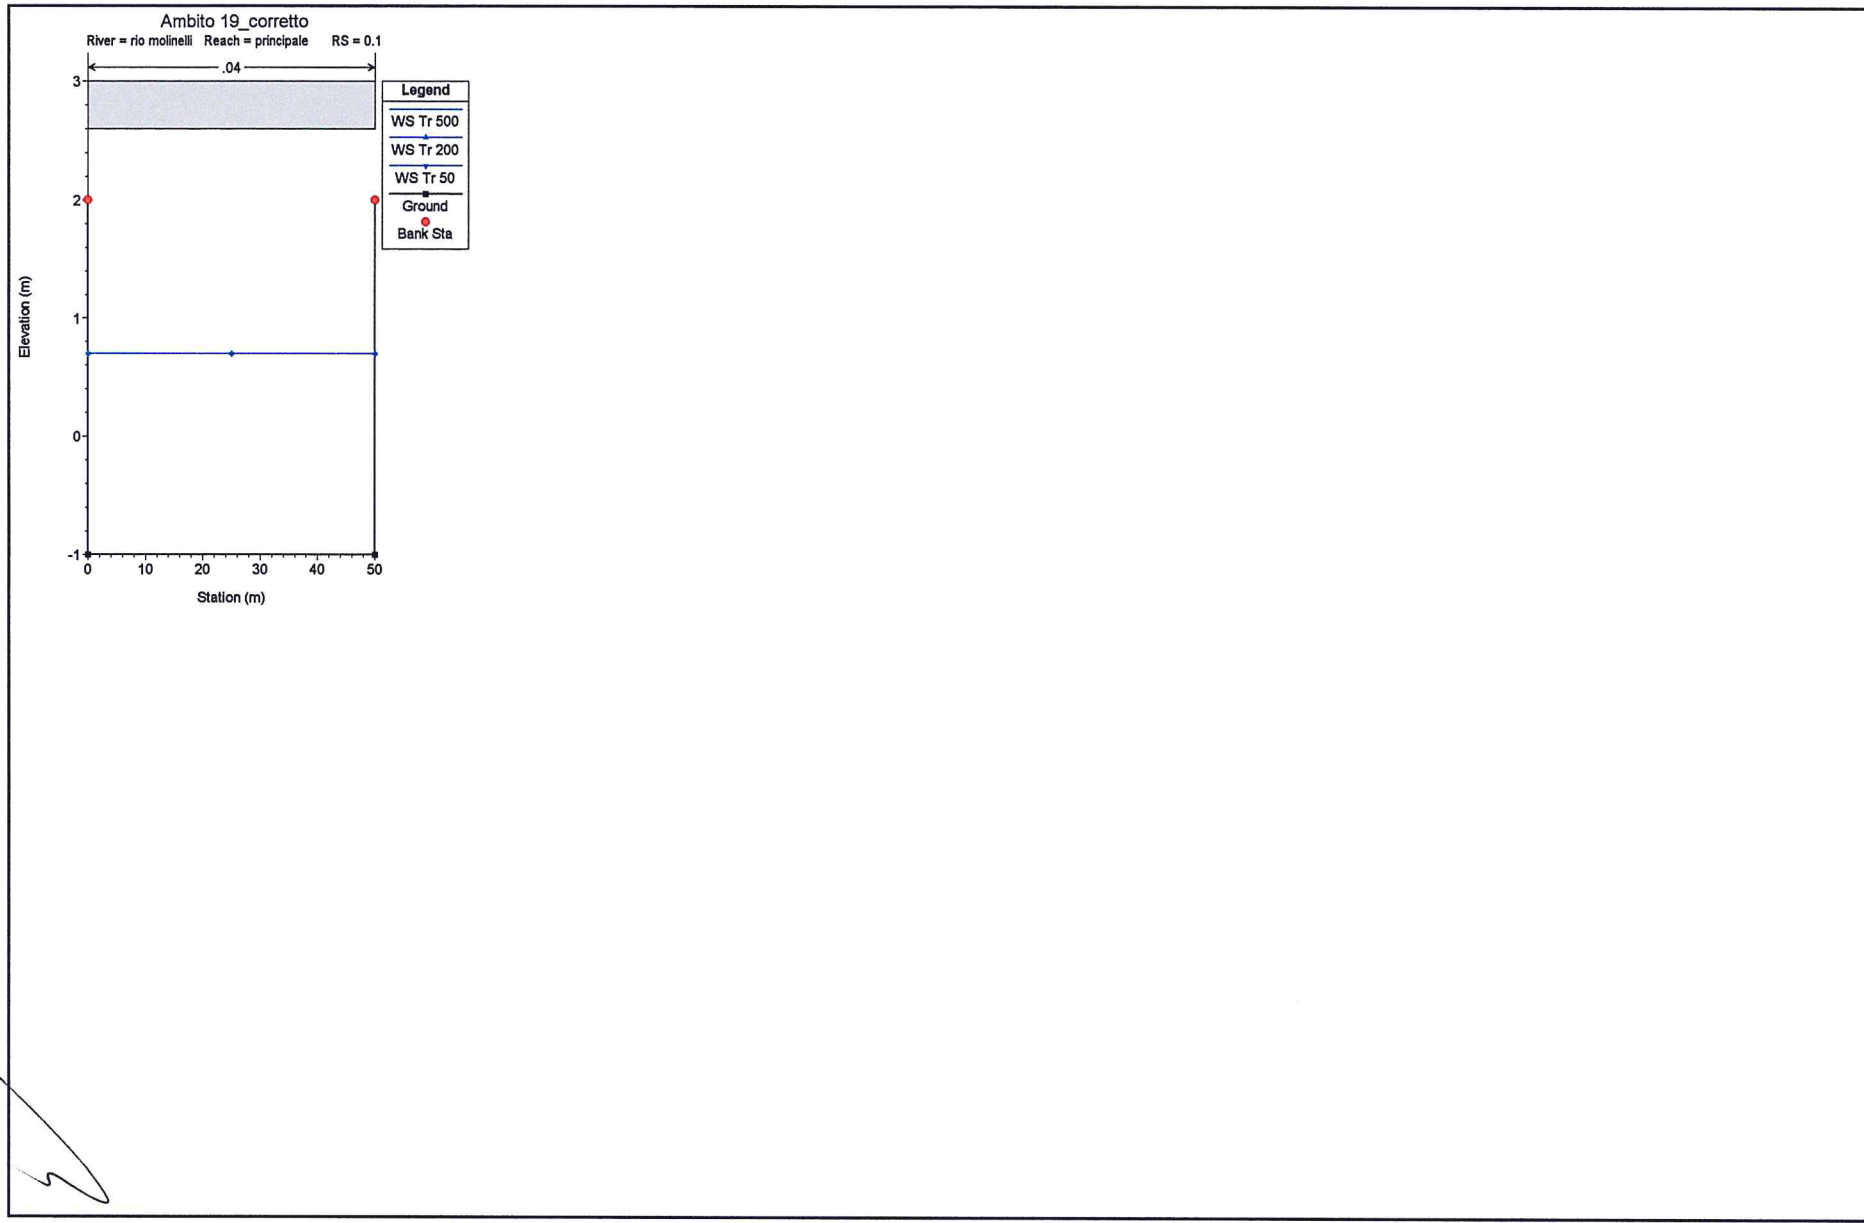 Ambito 19_corretto
River = rio molinelli Reach = principale RS = 0.1
.04
Legend
WS Tr 500
WS Tr 200
WS Tr 50
Ground
Bank Sta
3
2
1
0
-1
Elevation (m)
0 10 20 30 40 50
Station (m)